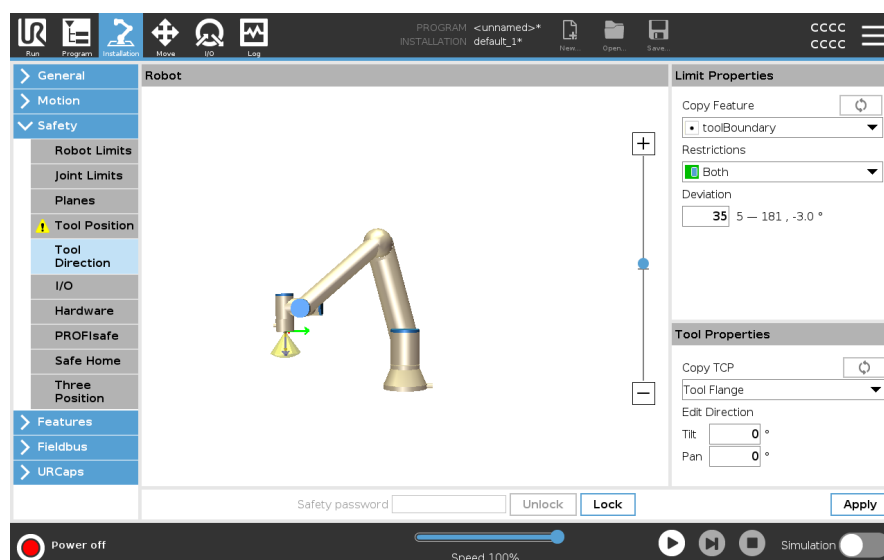 PROGRAM <unnamed>*
INSTALLATION default_1*
UR
Run
Program
Installation
Move
I/O
Log
New...
Open...
Save...
CCCC
CCCC
General
Motion
Safety
Robot Limits
Joint Limits
Planes
Tool Position
Tool
Direction
I/O
Hardware
PROFIsafe
Safe Home
Three
Position
Features
Fieldbus
URCaps
Robot
Limit Properties
Copy Feature
toolBoundary
Restrictions
Both
Deviation
35 5 — 181 , -3.0 °
Tool Properties
Copy TCP
Tool Flange
Edit Direction
Tilt 0 °
Pan 0 °
Safety password Unlock Lock
Apply
Power off
Speed 100%
Simulation